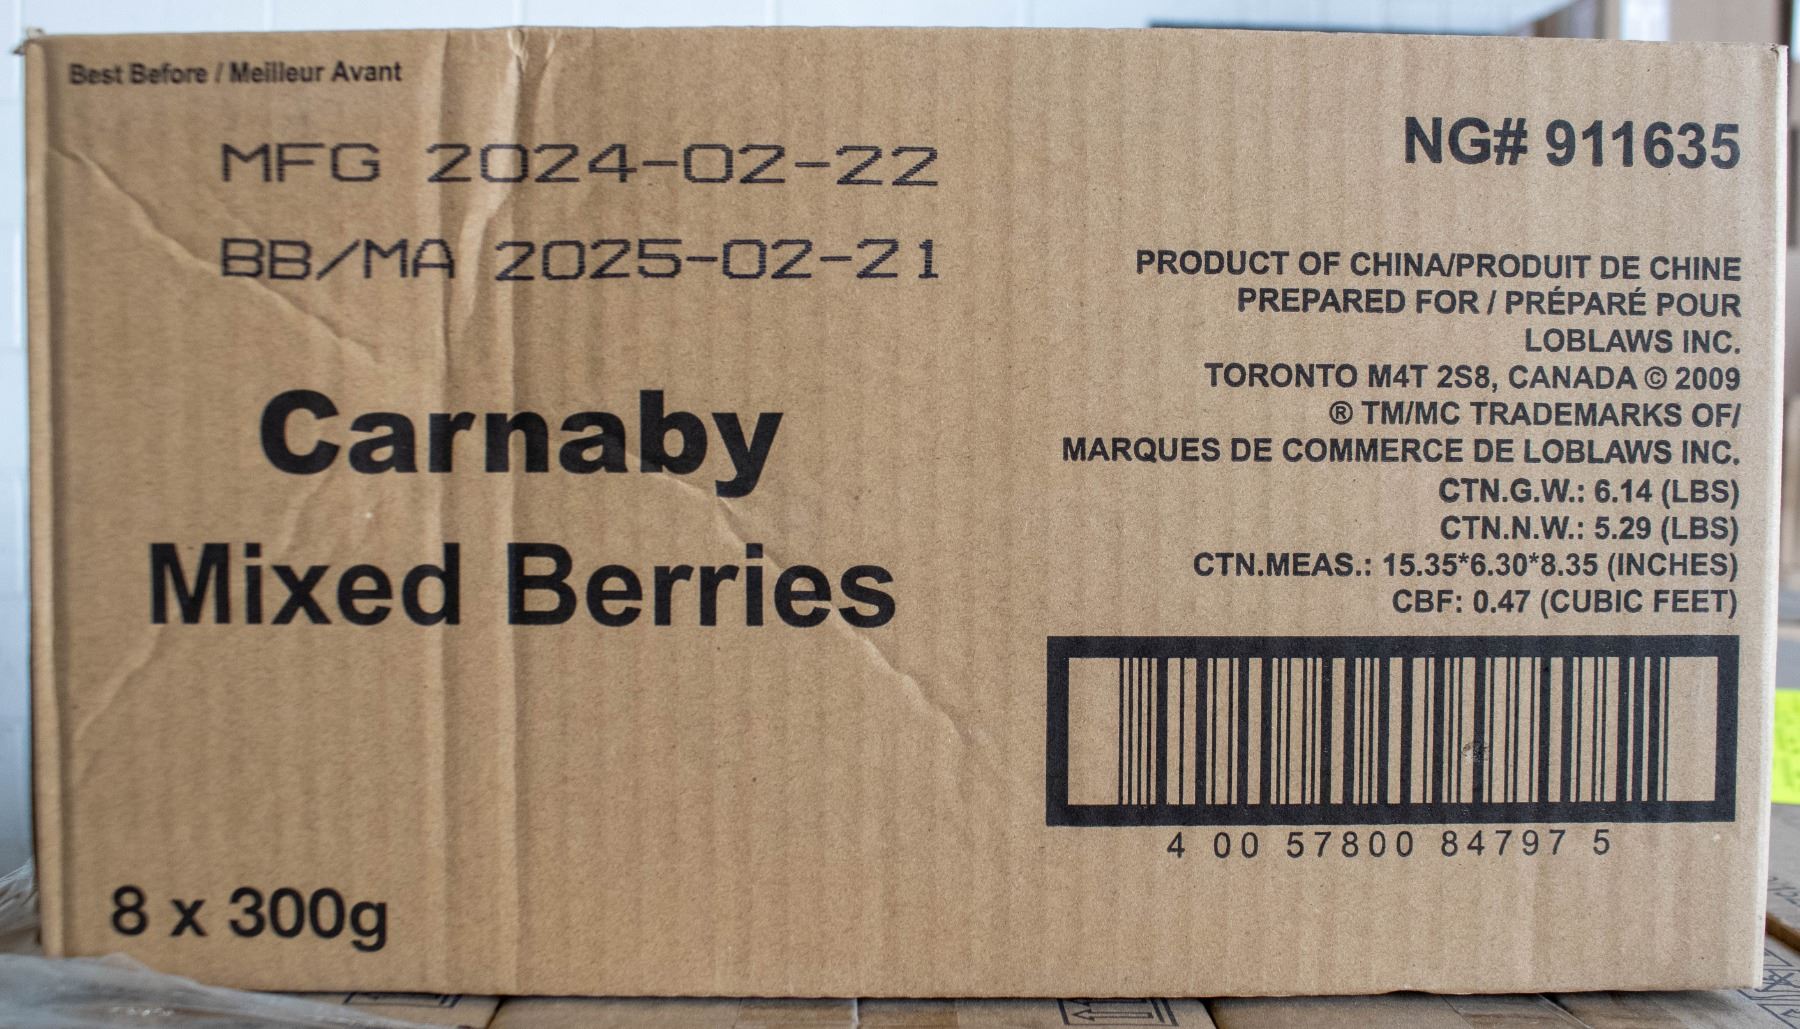 Best Before / Meilleur Avant
MFG 2024-02-22
BB/MA 2025-02-21
Carnaby
Mixed Berries
8 x 300g
NG# 911635
PRODUCT OF CHINA/PRODUIT DE CHINE
PREPARED FOR / PRÉPARÉ POUR
LOBLAWS INC.
TORONTO M4T 2S8, CANADA © 2009
® TM/MC TRADEMARKS OF/
MARQUES DE COMMERCE DE LOBLAWS INC.
CTN.G.W.: 6.14 (LBS)
CTN.N.W.: 5.29 (LBS)
CTN.MEAS.: 15.35*6.30*8.35 (INCHES)
CBF: 0.47 (CUBIC FEET)
4 00 57800 84797 5